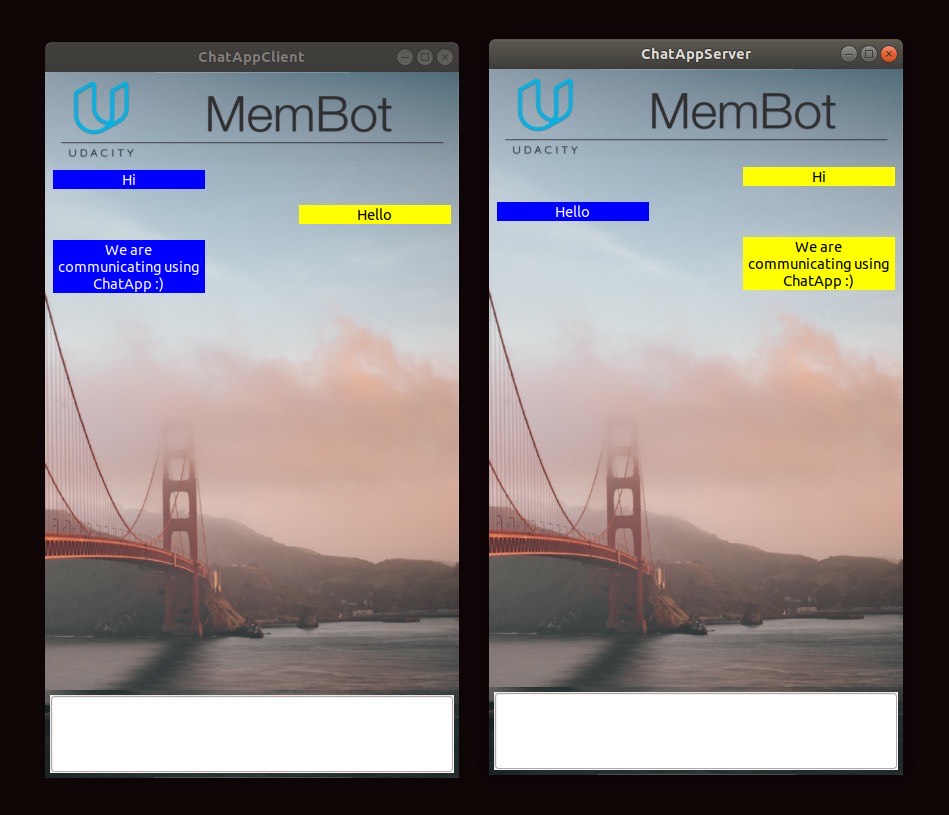 ChatAppClient
MemBot
UDACITY
Hi
Hello
We are
communicating using
ChatApp :)
ChatAppServer
MemBot
UDACITY
Hi
Hello
We are
communicating using
ChatApp :)